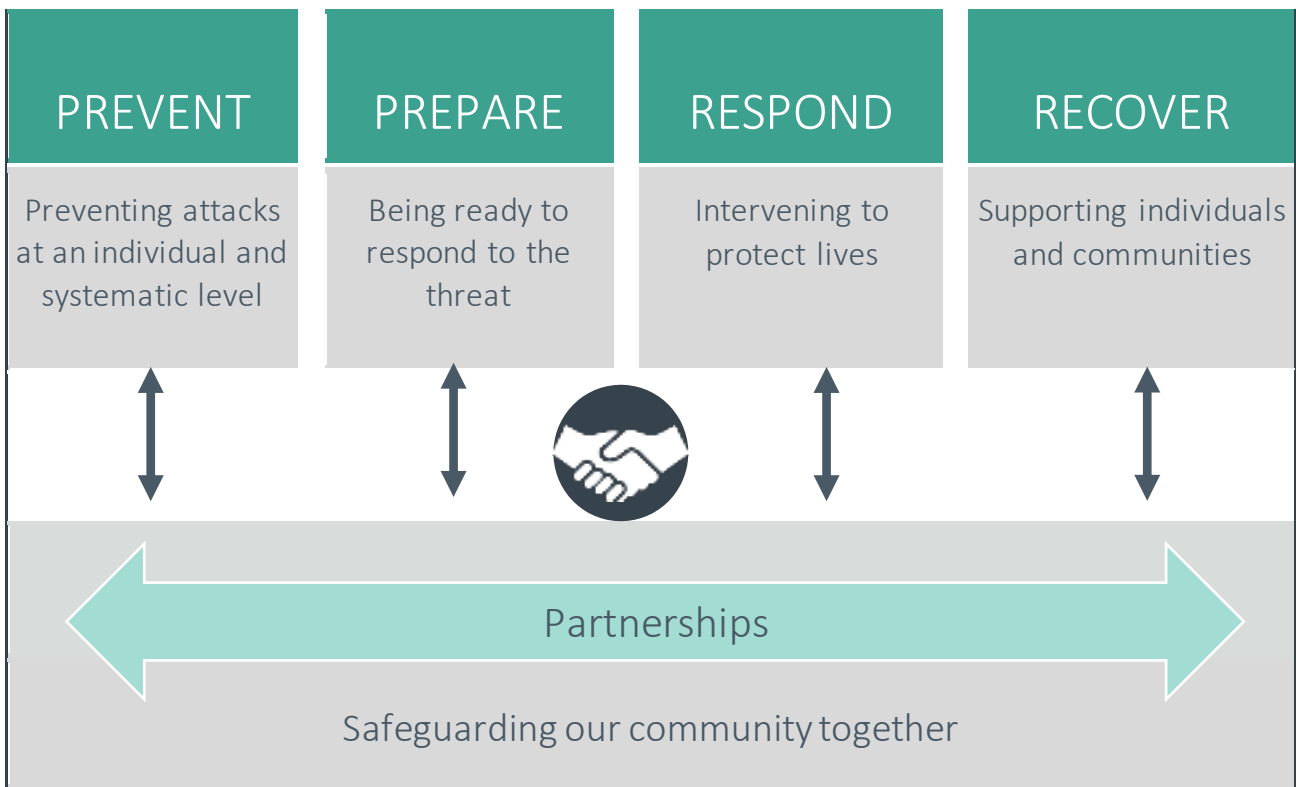 PREVENT
Preventing attacks
at an individual and
systematic level
PREPARE
Being ready to
respond to the
threat
RESPOND
Intervening to
protect lives
RECOVER
Supporting individuals
and communities
Partnerships
Safeguarding our community together